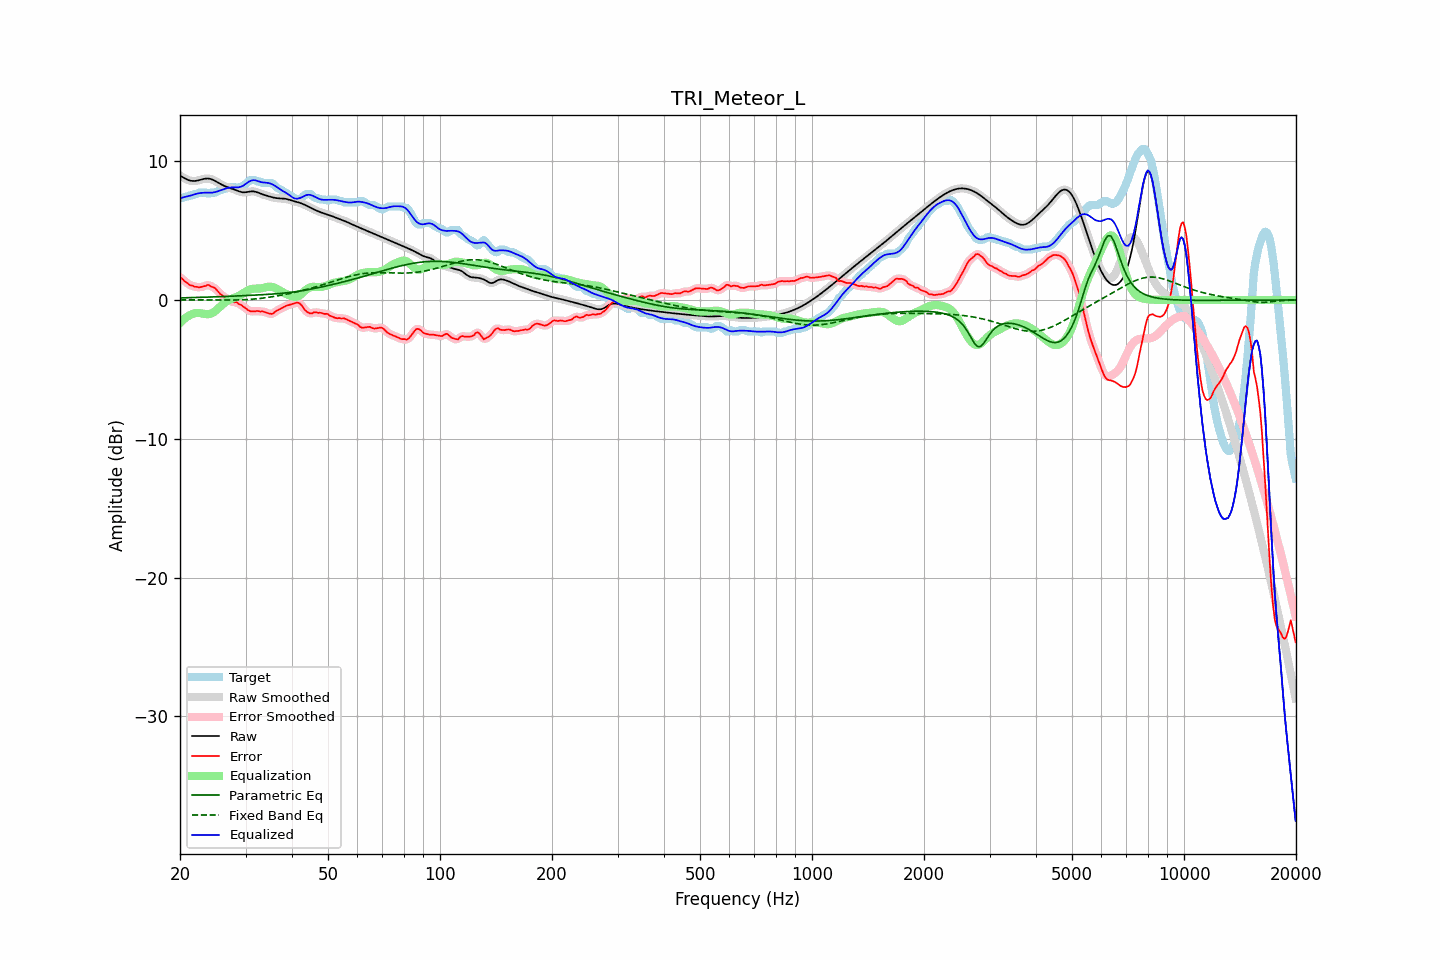 TRI_Meteor_L
10
0
−10
−20
−30
Amplitude (dBr)
Target
Raw Smoothed
Error Smoothed
Raw
Error
Equalization
Parametric Eq
Fixed Band Eq
Equalized
20 50 100 200 500 1000 2000 5000 10000 20000
Frequency (Hz)